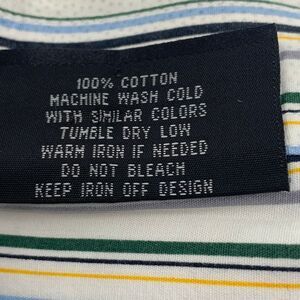 100% COTTON
MACHINE WASH COLD
WITH SIMILAR COLORS
TUMBLE DRY LOW
WARM IRON IF NEEDED
DO NOT BLEACH
KEEP IRON OFF DESIGN